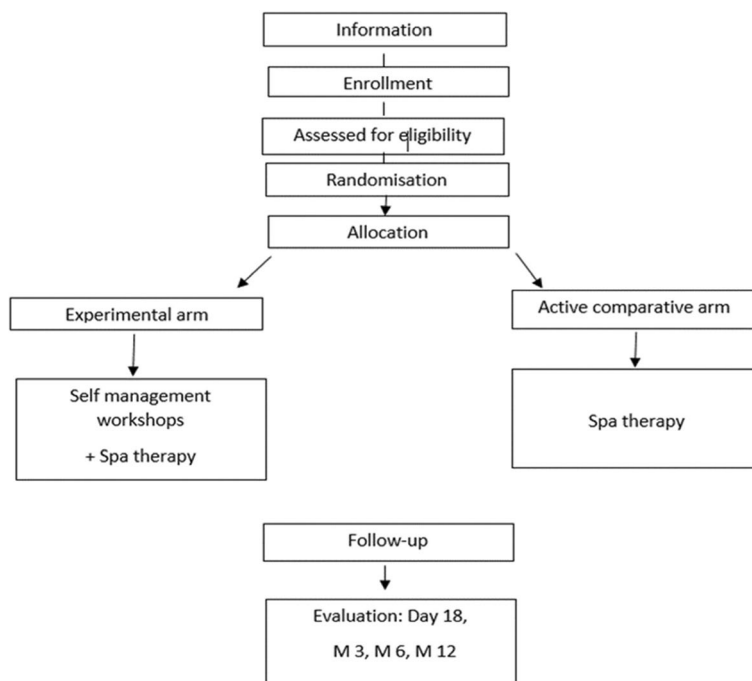 Information
Enrollment
Assessed for eligibility
Randomisation
Allocation
Experimental arm
Active comparative arm
Self management
workshops
+ Spa therapy
Spa therapy
Follow-up
Evaluation: Day 18,
M 3, M 6, M 12